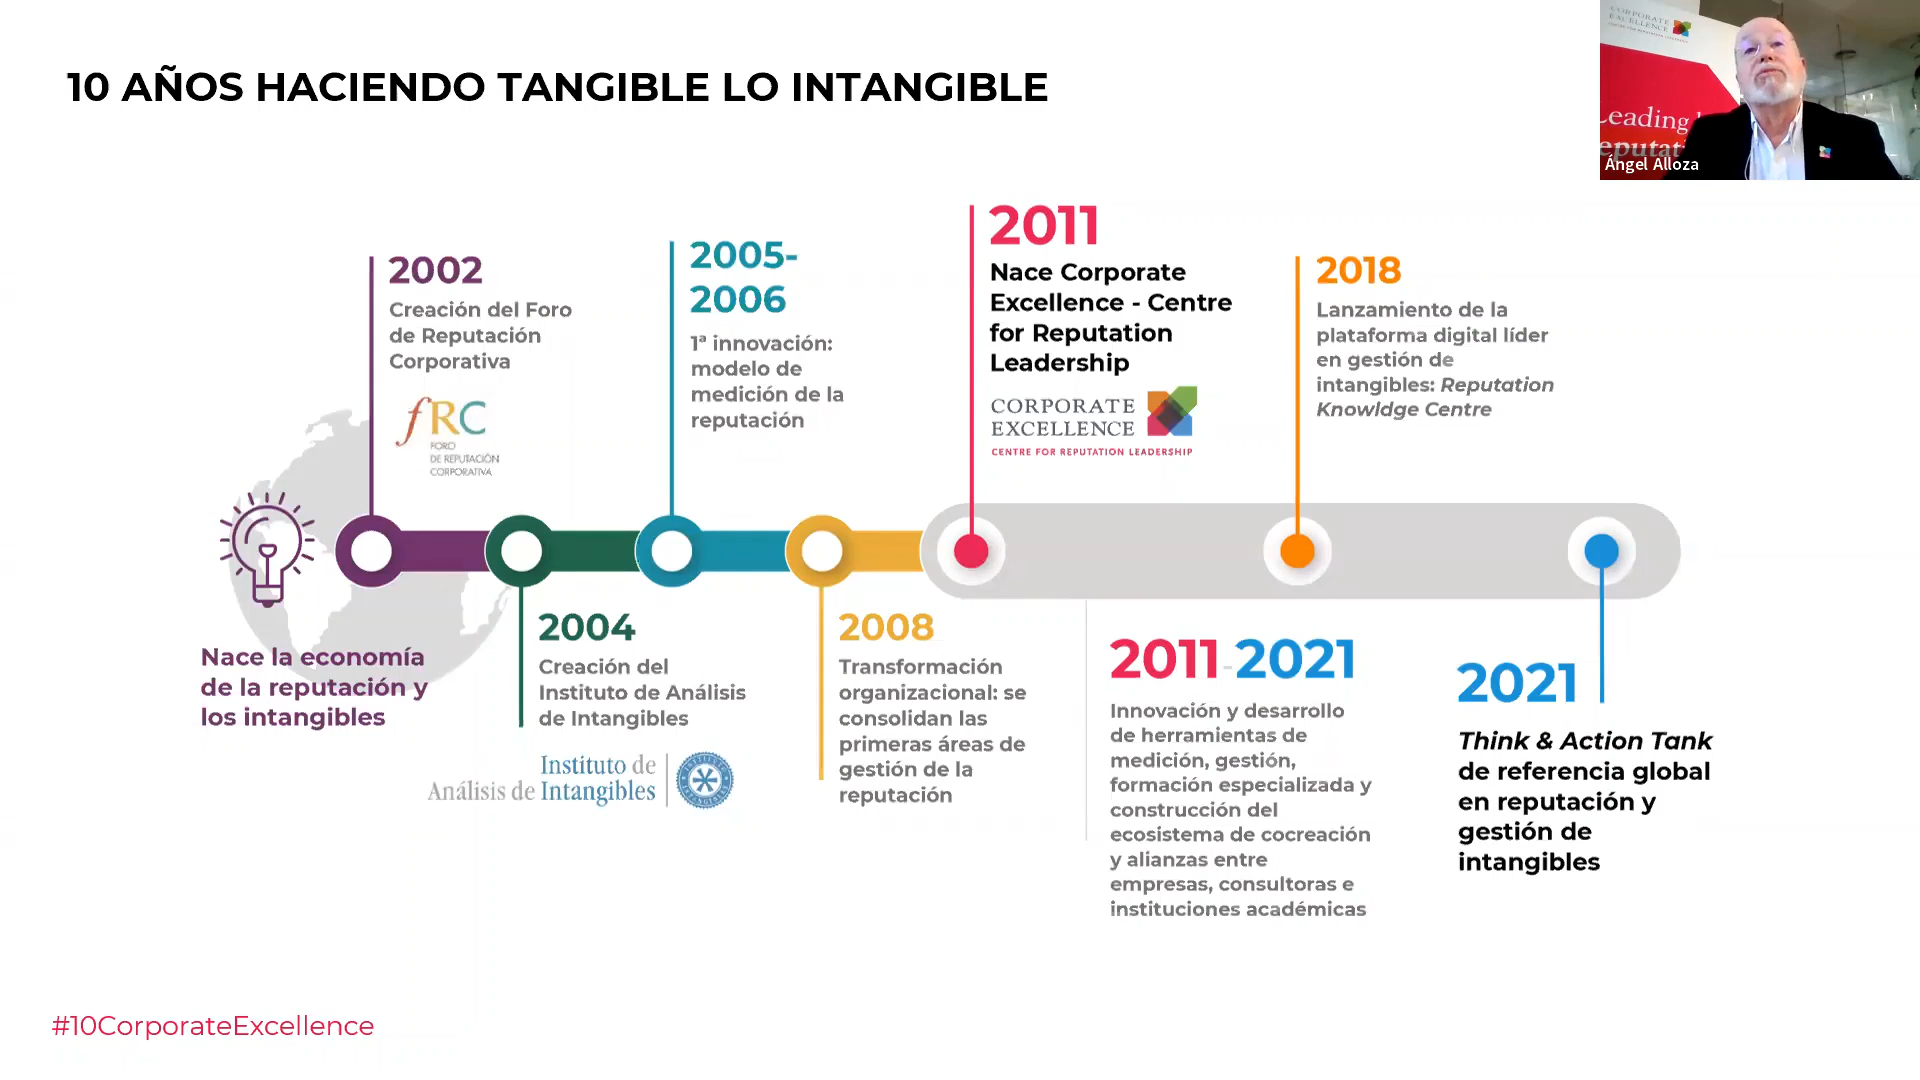 10 AÑOS HACIENDO TANGIBLE LO INTANGIBLE
CORPORATE
EXCELLENCE
Leading
Ángel Alloza
2002
Creación del Foro
de Reputación
Corporativa
fRC
FORO
DE REPUTACIÓN
CORPORATIVA
2005-
2006
1ª innovación:
modelo de
medición de la
reputación
2011
Nace Corporate
Excellence - Centre
for Reputation
Leadership
CORPORATE
EXCELLENCE
CENTRE FOR REPUTATION LEADERSHIP
2018
Lanzamiento de la
plataforma digital líder
en gestión de
intangibles: Reputation
Knowldge Centre
Nace la economía
de la reputación y
los intangibles
2004
Creación del
Instituto de Análisis
de Intangibles
Instituto de
Análisis de Intangibles
2008
Transformación
organizacional: se
consolidan las
primeras áreas de
gestión de la
reputación
2011-2021
Innovación y desarrollo
de herramientas de
medición, gestión,
formación especializada y
construcción del
ecosistema de cocreación
y alianzas entre
empresas, consultoras e
instituciones académicas
2021
Think & Action Tank
de referencia global
en reputación y
gestión de
intangibles
#10CorporateExcellence